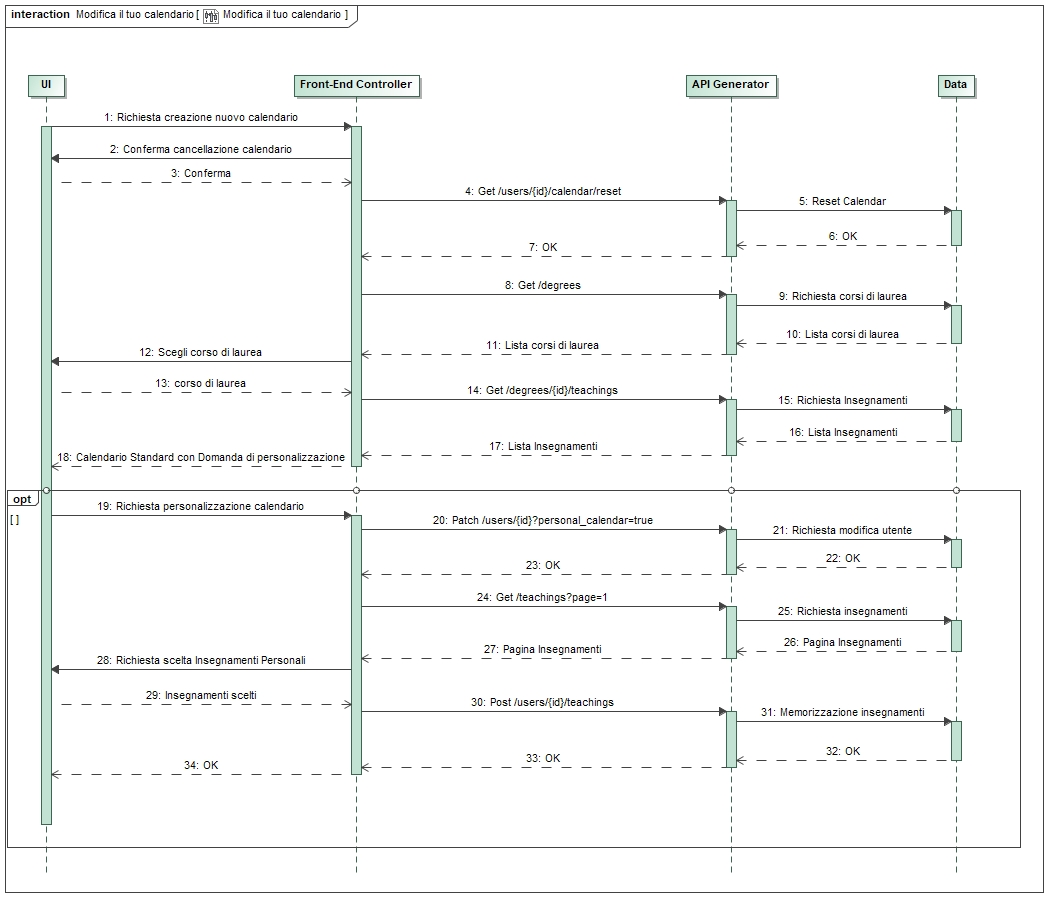 interaction Modifica il tuo calendario [ Modifica il tuo calendario ]
UI
Front-End Controller
API Generator
Data
1: Richiesta creazione nuovo calendario
2: Conferma cancellazione calendario
3: Conferma
4: Get /users/{id}/calendar/reset
5: Reset Calendar
6: OK
7: OK
8: Get /degrees
9: Richiesta corsi di laurea
10: Lista corsi di laurea
11: Lista corsi di laurea
12: Scegli corso di laurea
13: corso di laurea
14: Get /degrees/{id}/teachings
15: Richiesta Insegnamenti
16: Lista Insegnamenti
17: Lista Insegnamenti
18: Calendario Standard con Domanda di personalizzazione
opt
[ ]
19: Richiesta personalizzazione calendario
20: Patch /users/{id}?personal_calendar=true
21: Richiesta modifica utente
22: OK
23: OK
24: Get /teachings?page=1
25: Richiesta insegnamenti
26: Pagina Insegnamenti
27: Pagina Insegnamenti
28: Richiesta scelta Insegnamenti Personali
29: Insegnamenti scelti
30: Post /users/{id}/teachings
31: Memorizzazione insegnamenti
32: OK
33: OK
34: OK